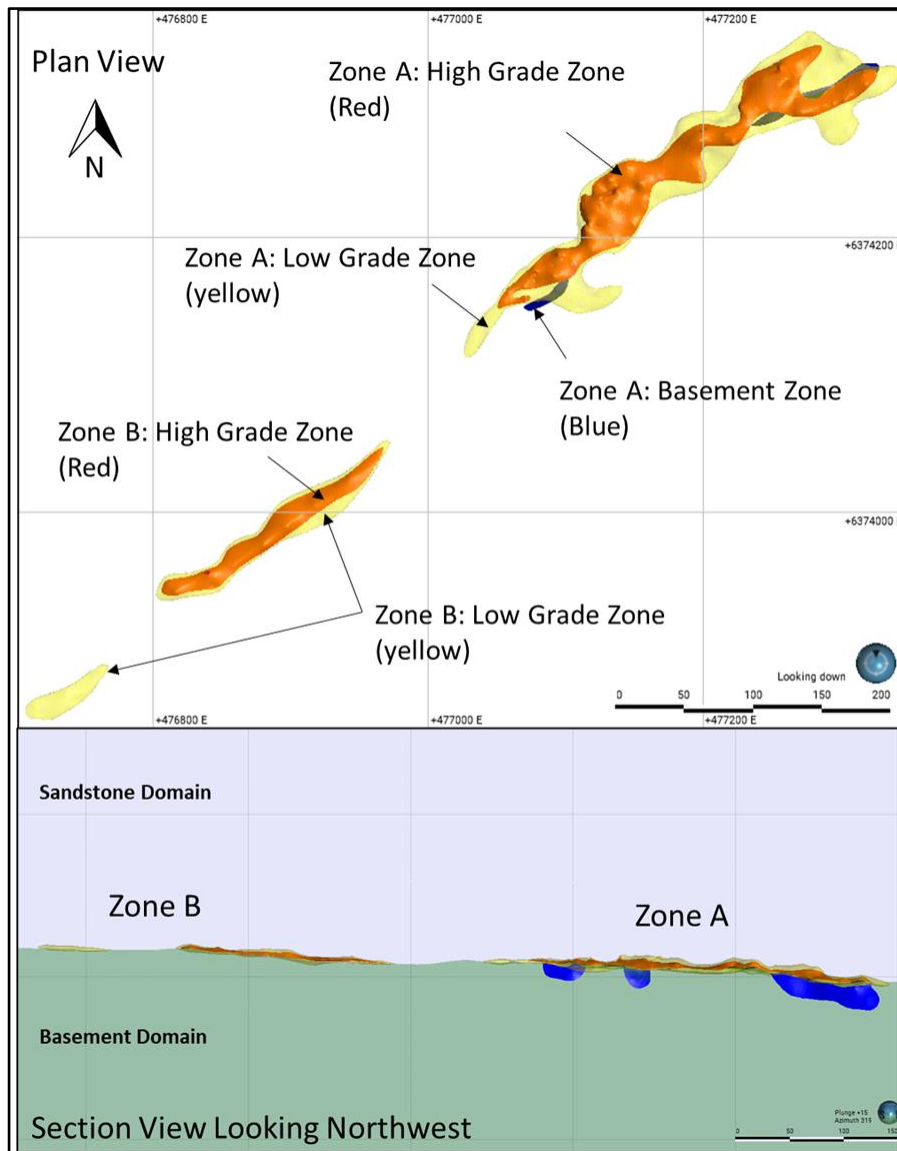 +476800 E
+477000 E
+477200 E
Plan View
N
Zone A: High Grade Zone
(Red)
+6374200
Zone A: Low Grade Zone
(yellow)
Zone A: Basement Zone
(Blue)
Zone B: High Grade Zone
(Red)
+6374000
Zone B: Low Grade Zone
(yellow)
Looking down
0 50 100 150 200
+476800 E
+477000 E
+477200 E
Sandstone Domain
Zone B
Zone A
Basement Domain
Section View Looking Northwest
Plunge +15
Azimuth 315
0 50 100 150